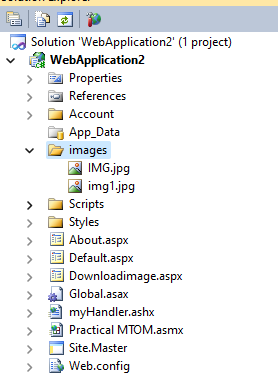 Solution 'WebApplication2' (1 project)
WebApplication2
Properties
References
Account
App_Data
images
IMG.jpg
img1.jpg
Scripts
Styles
About.aspx
Default.aspx
Downloadimage.aspx
Global.asax
myHandler.ashx
Practical MTOM.asmx
Site.Master
Web.config